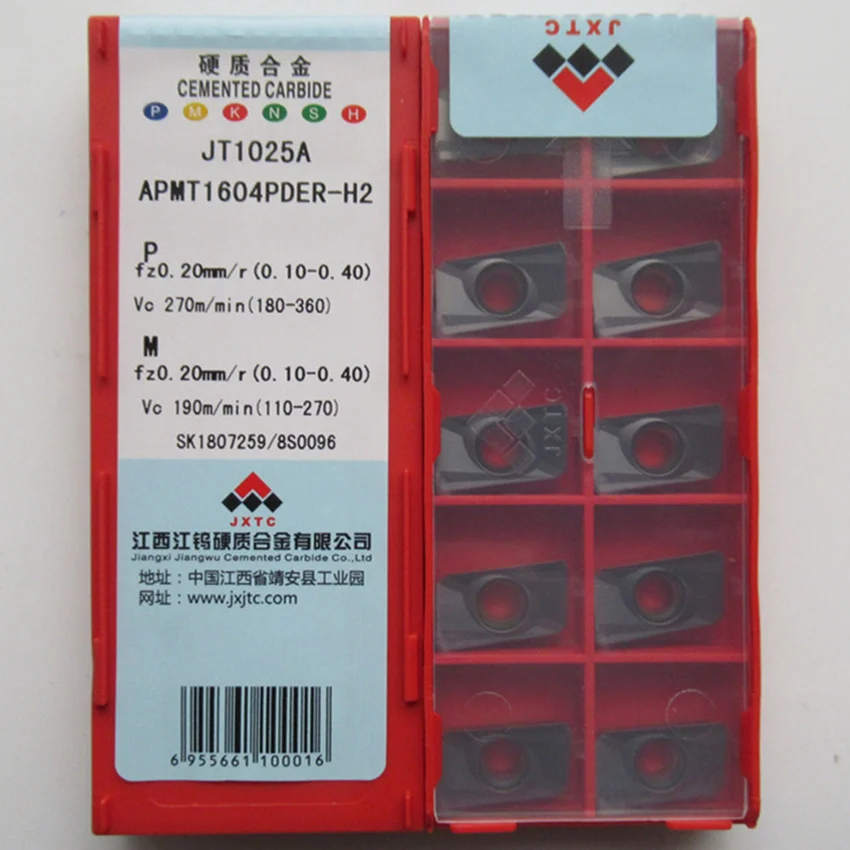 硬质合金
CEMENTED CARBIDE
P M K N S H
JT1025A
APMT1604PDER-H2
P
fz0.20mm/r(0.10-0.40)
Vc 270m/min(180-360)
M
fz0.20mm/r(0.10-0.40)
Vc 190m/min(110-270)
SK1807259/8S0096
JXTC
江西江钨硬质合金有限公司
Jiangxi Jiangwu Cemented Carbide Co.,Ltd
地址：中国江西省靖安县工业园
网址：www.jxjtc.com
6 955661 100016
JXTC
JXTC